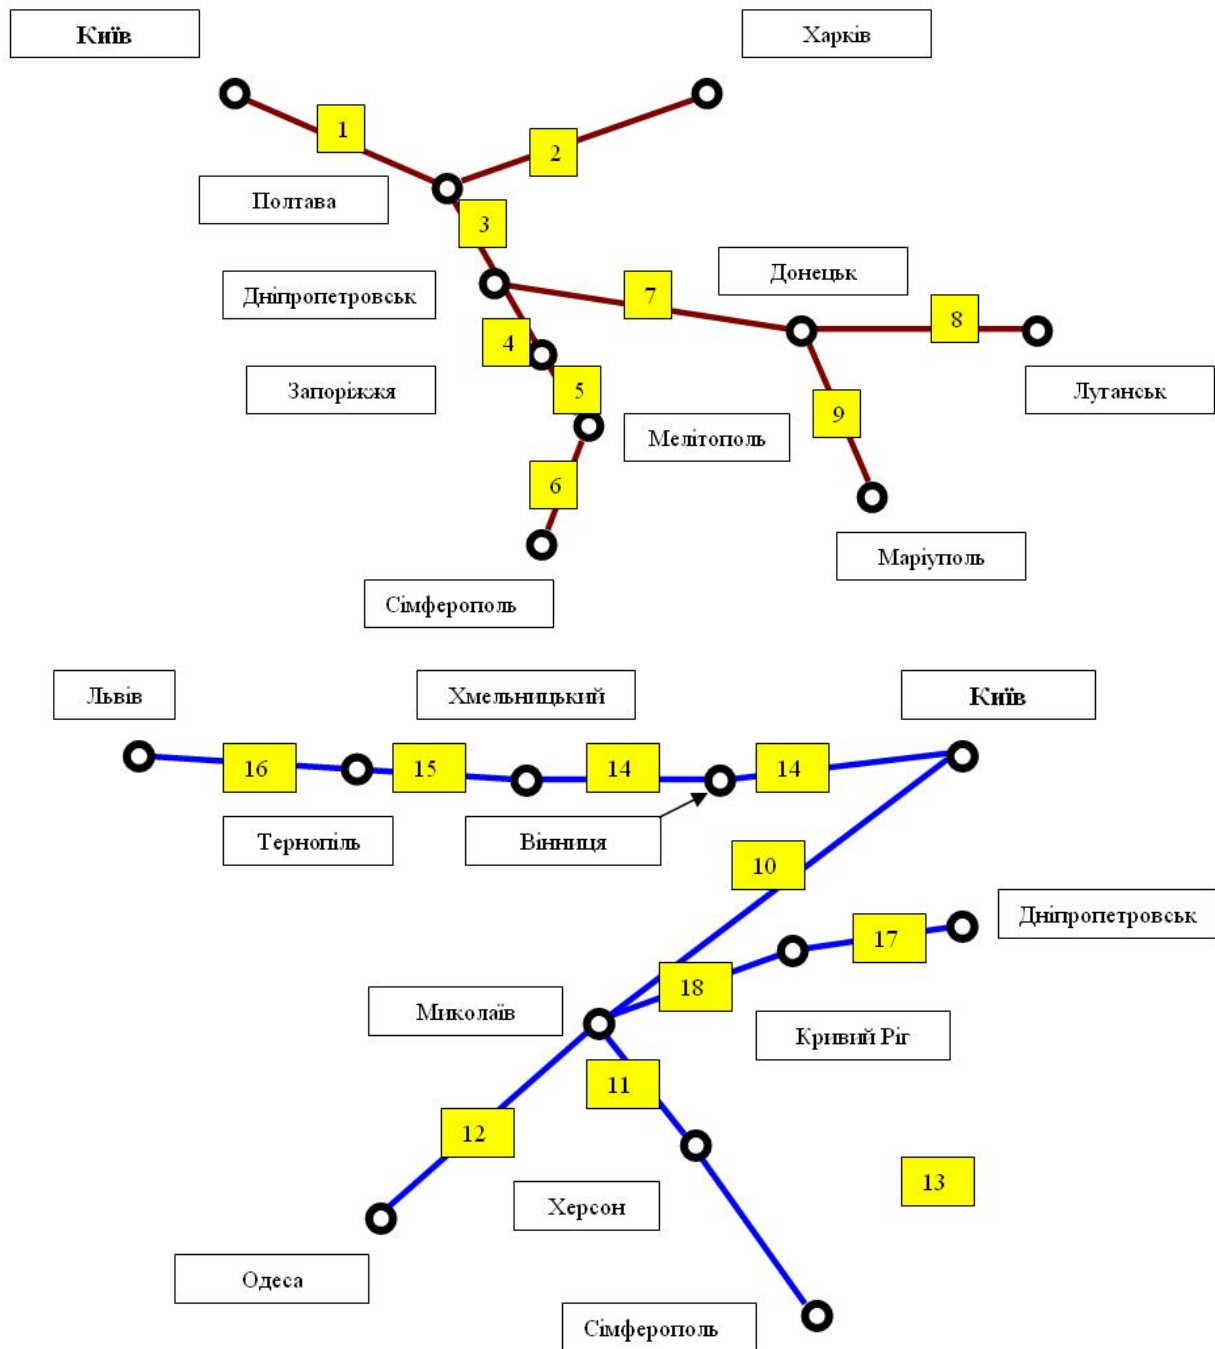 Київ
Харків
1
2
Полтава
3
Дніпропетровськ
7
Донецьк
8
4
Запоріжжя
5
Луганськ
9
Мелітополь
6
Маріуполь
Сімферополь
Львів
Хмельницький
Київ
16
15
14
14
Тернопіль
Вінниця
10
Дніпропетровськ
17
18
Миколаїв
Кривий Ріг
11
12
13
Херсон
Одеса
Сімферополь